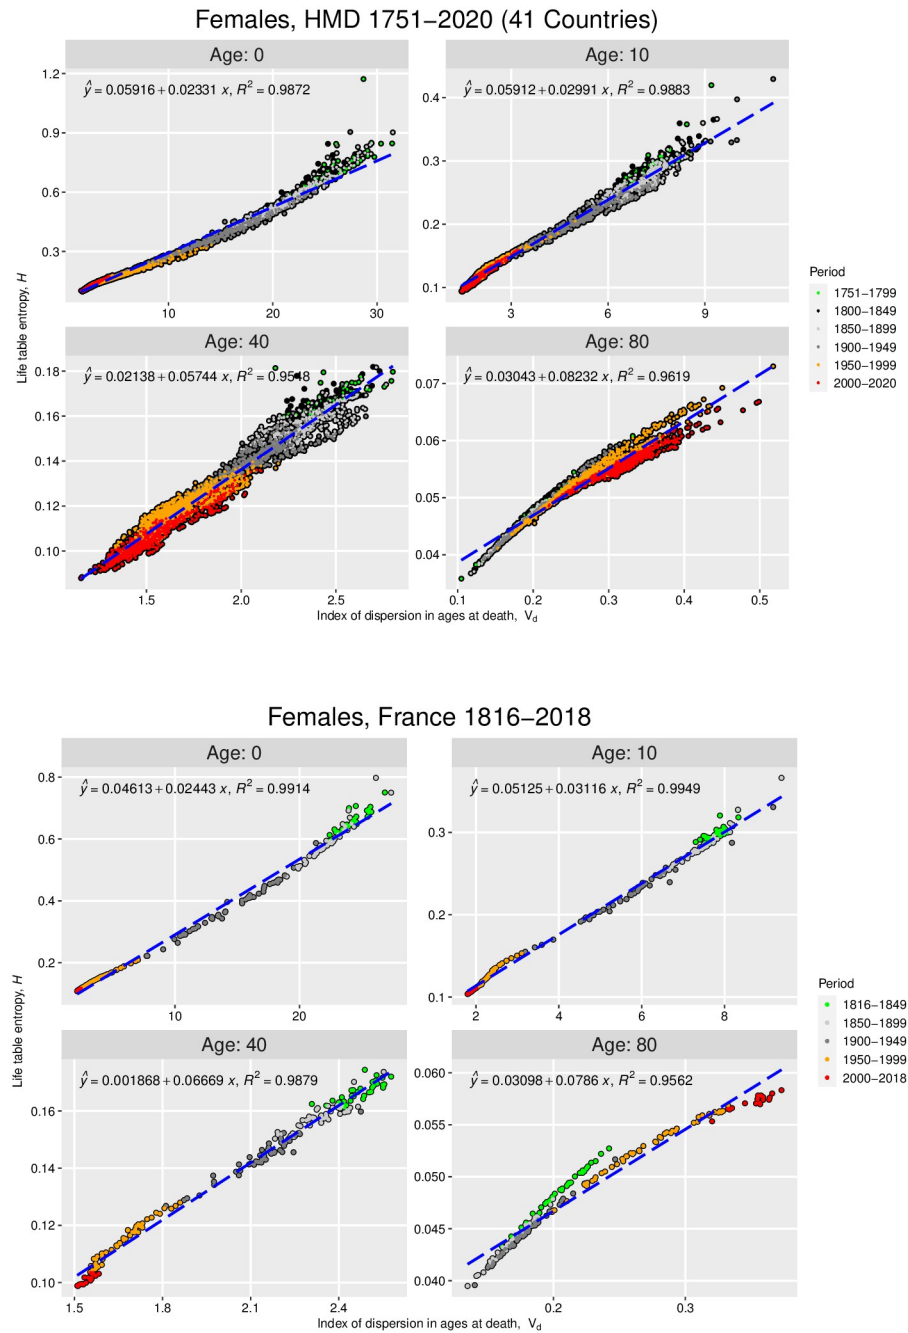 Females, HMD 1751−2020 (41 Countries)
Age: 0
Age: 10
ŷ = 0.05916 + 0.02331 x, R² = 0.9872
ŷ = 0.05912 + 0.02991 x, R² = 0.9883
1.2
0.9
0.6
0.3
10
20
30
0.4
0.3
0.2
0.1
3
6
9
Age: 40
Age: 80
ŷ = 0.02138 + 0.05744 x, R² = 0.9548
ŷ = 0.03043 + 0.08232 x, R² = 0.9619
0.18
0.16
0.14
0.12
0.10
1.5
2.0
2.5
0.07
0.06
0.05
0.04
0.1
0.2
0.3
0.4
0.5
Life table entropy, H
Index of dispersion in ages at death, Vd
Period
1751−1799
1800−1849
1850−1899
1900−1949
1950−1999
2000−2020
Females, France 1816−2018
Age: 0
Age: 10
ŷ = 0.04613 + 0.02443 x, R² = 0.9914
ŷ = 0.05125 + 0.03116 x, R² = 0.9949
0.8
0.6
0.4
0.2
10
20
0.3
0.2
0.1
2
4
6
8
Age: 40
Age: 80
ŷ = 0.001868 + 0.06669 x, R² = 0.9879
ŷ = 0.03098 + 0.0786 x, R² = 0.9562
0.16
0.14
0.12
0.10
1.5
1.8
2.1
2.4
0.060
0.055
0.050
0.045
0.040
0.2
0.3
Life table entropy, H
Index of dispersion in ages at death, Vd
Period
1816−1849
1850−1899
1900−1949
1950−1999
2000−2018